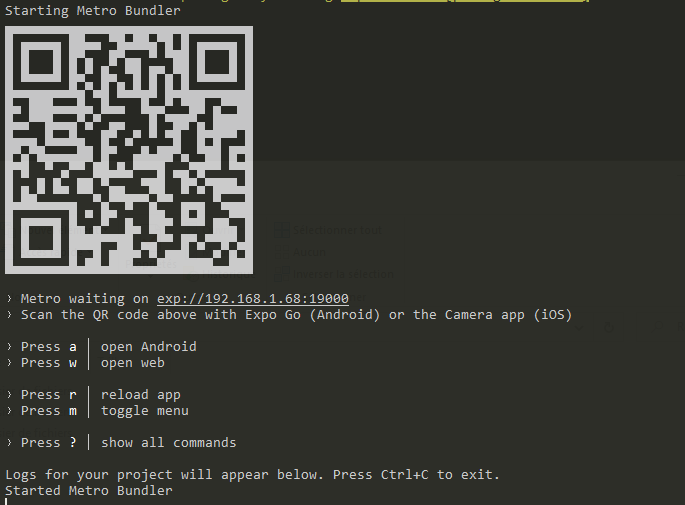 Starting Metro Bundler
› Metro waiting on exp://192.168.1.68:19000
› Scan the QR code above with Expo Go (Android) or the Camera app (iOS)
› Press a │ open Android
› Press w │ open web
› Press r │ reload app
› Press m │ toggle menu
› Press ? │ show all commands
Logs for your project will appear below. Press Ctrl+C to exit.
Started Metro Bundler